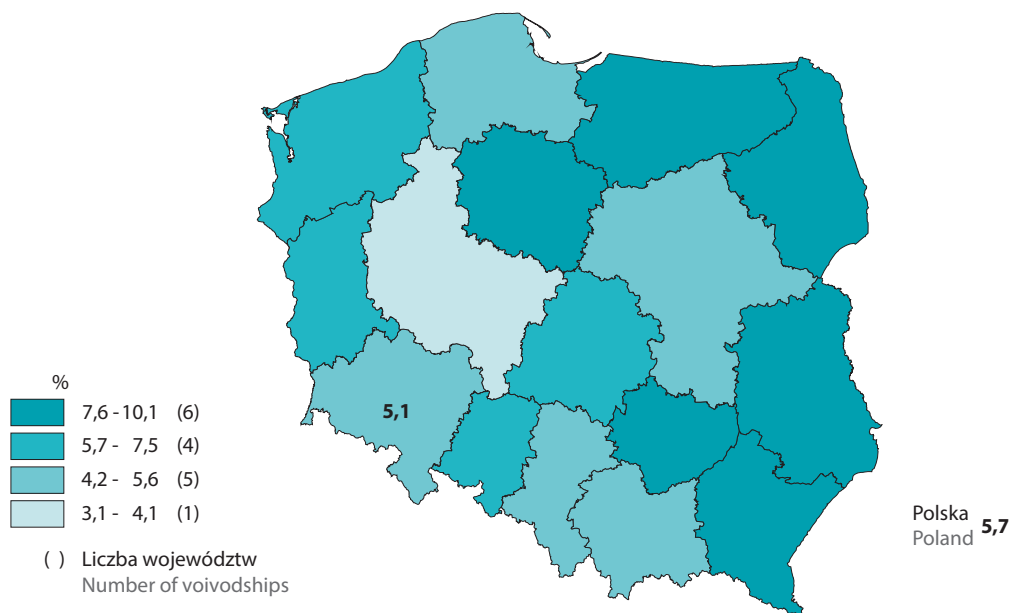 5,1
%
7,6 - 10,1 (6)
5,7 - 7,5 (4)
4,2 - 5,6 (5)
3,1 - 4,1 (1)
( ) Liczba województw
Number of voivodships
Polska 5,7
Poland